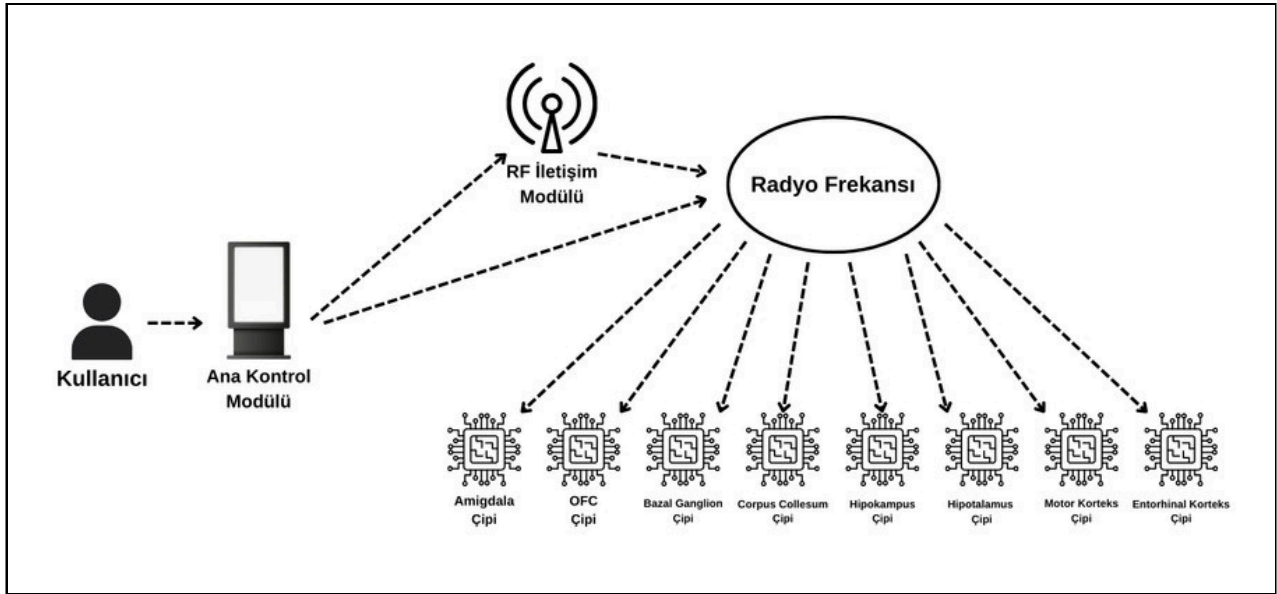 RF İletişim
Modülü
Radyo Frekansı
Kullanıcı
Ana Kontrol
Modülü
Amigdala
Çipi
OFC
Çipi
Bazal Ganglion
Çipi
Corpus Collesum
Çipi
Hipokampus
Çipi
Hipotalamus
Çipi
Motor Korteks
Çipi
Entorhinal Korteks
Çipi